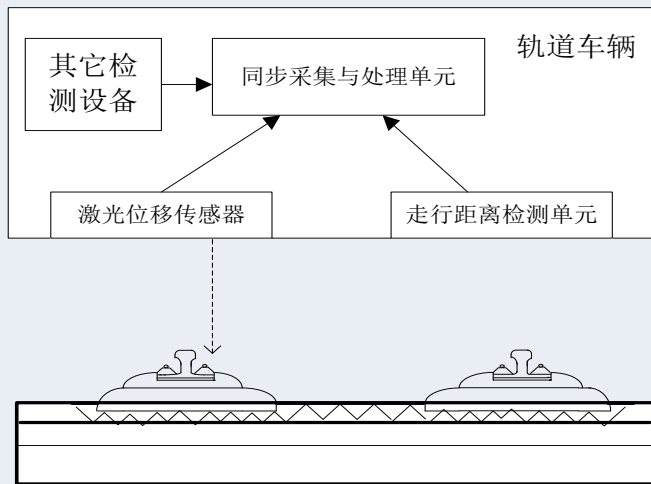 轨道车辆
其它检
测设备
同步采集与处理单元
激光位移传感器
走行距离检测单元